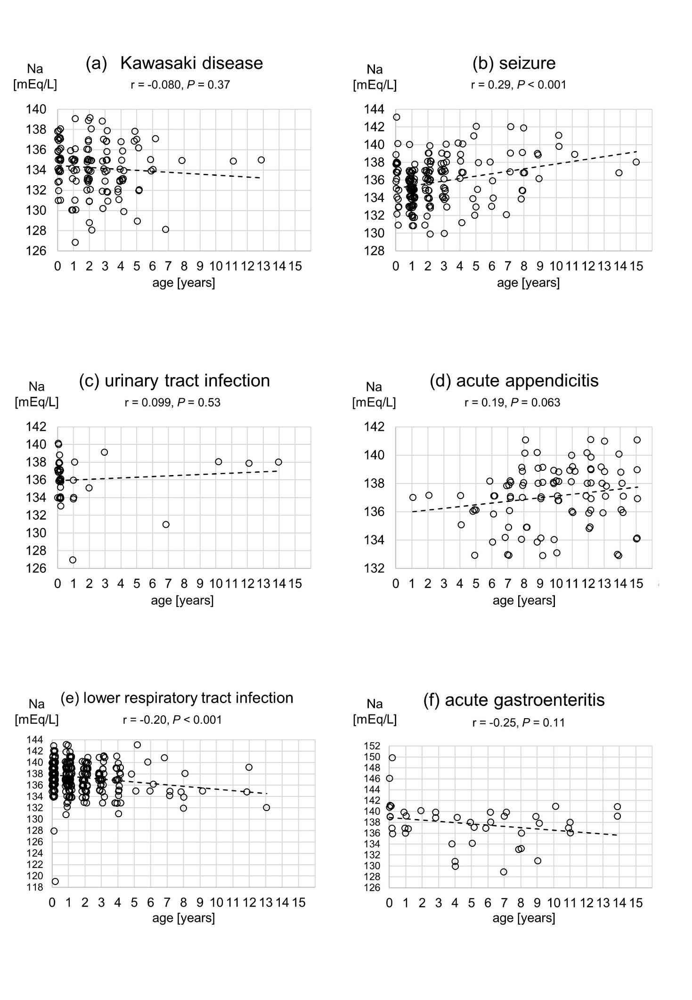 (a) Kawasaki disease
Na
[mEq/L]
r = -0.080, P = 0.37
140
138
136
134
132
130
128
126
0 1 2 3 4 5 6 7 8 9 10 11 12 13 14 15
age [years]
(b) seizure
Na
[mEq/L]
r = 0.29, P < 0.001
144
142
140
138
136
134
132
130
128
0 1 2 3 4 5 6 7 8 9 10 11 12 13 14 15
age [years]
(c) urinary tract infection
Na
[mEq/L]
r = 0.099, P = 0.53
142
140
138
136
134
132
130
128
126
0 1 2 3 4 5 6 7 8 9 10 11 12 13 14 15
age [years]
(d) acute appendicitis
Na
[mEq/L]
r = 0.19, P = 0.063
142
140
138
136
134
132
0 1 2 3 4 5 6 7 8 9 10 11 12 13 14 15
age [years]
(e) lower respiratory tract infection
Na
[mEq/L]
r = -0.20, P < 0.001
144
142
140
138
136
134
132
130
128
126
124
122
120
118
0 1 2 3 4 5 6 7 8 9 10 11 12 13 14 15
age [years]
(f) acute gastroenteritis
Na
[mEq/L]
r = -0.25, P = 0.11
152
150
148
146
144
142
140
138
136
134
132
130
128
126
0 1 2 3 4 5 6 7 8 9 10 11 12 13 14 15
age [years]